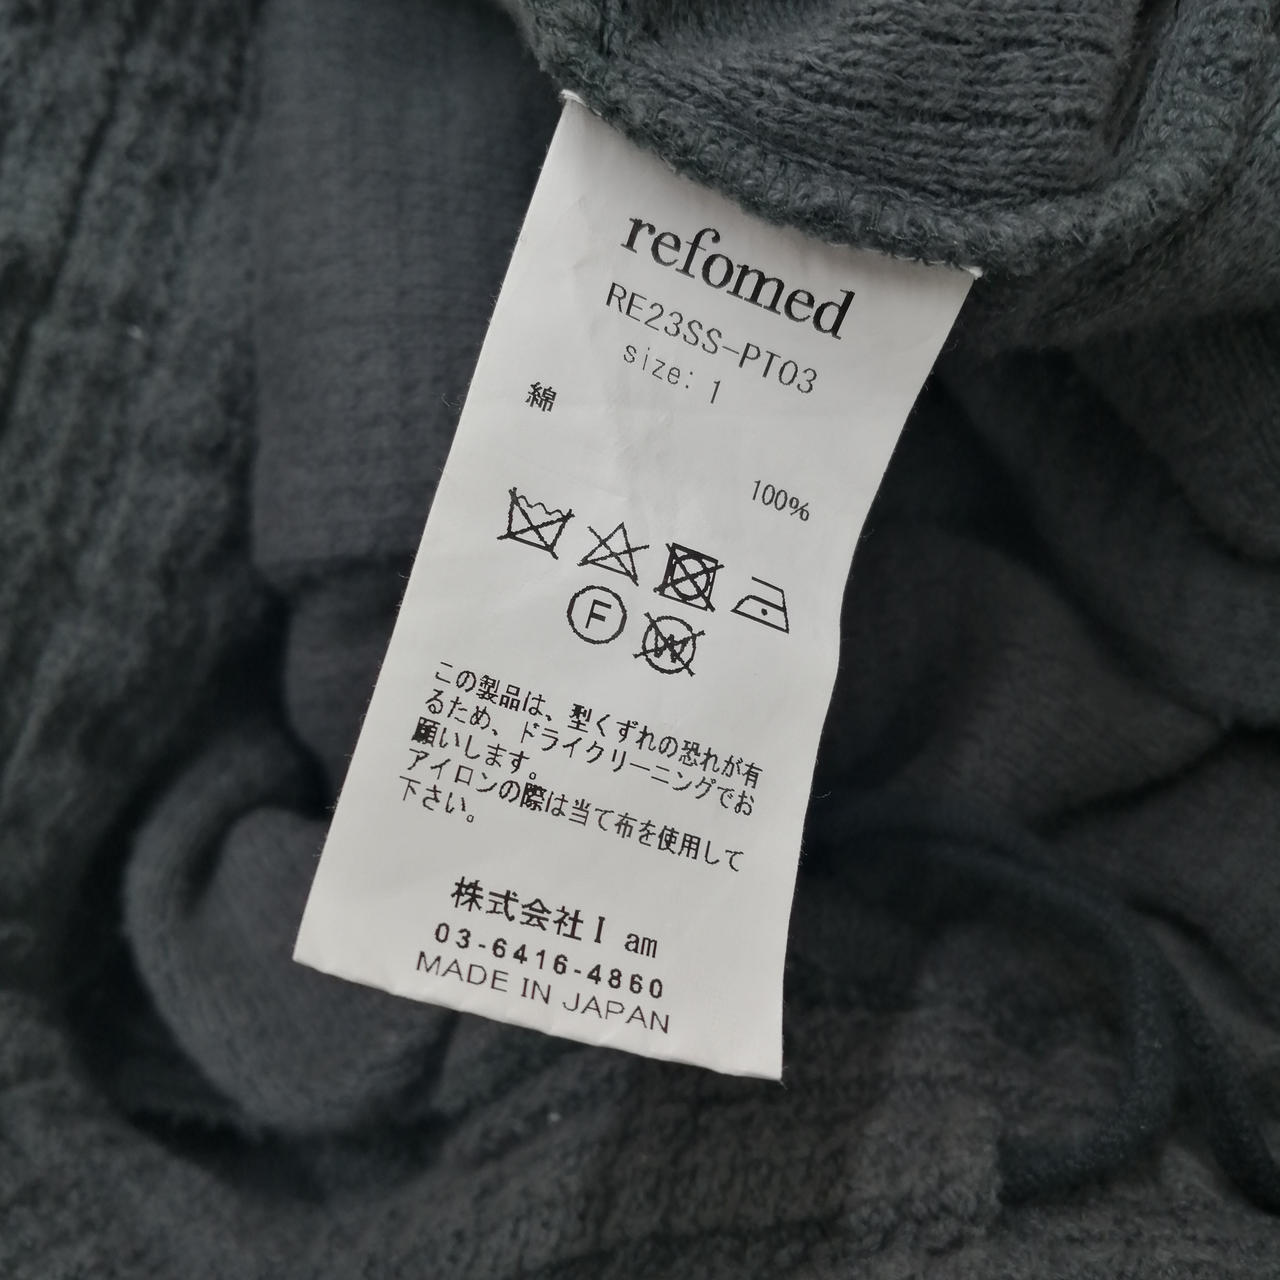 refomed
RE23SS-PT03
size: 1
綿
100%
F
W
この製品は、型くずれの恐れが有
るため、ドライクリーニングでお
願いします。
アイロンの際は当て布を使用して
下さい。
株式会社I am
03-6416-4860
MADE IN JAPAN